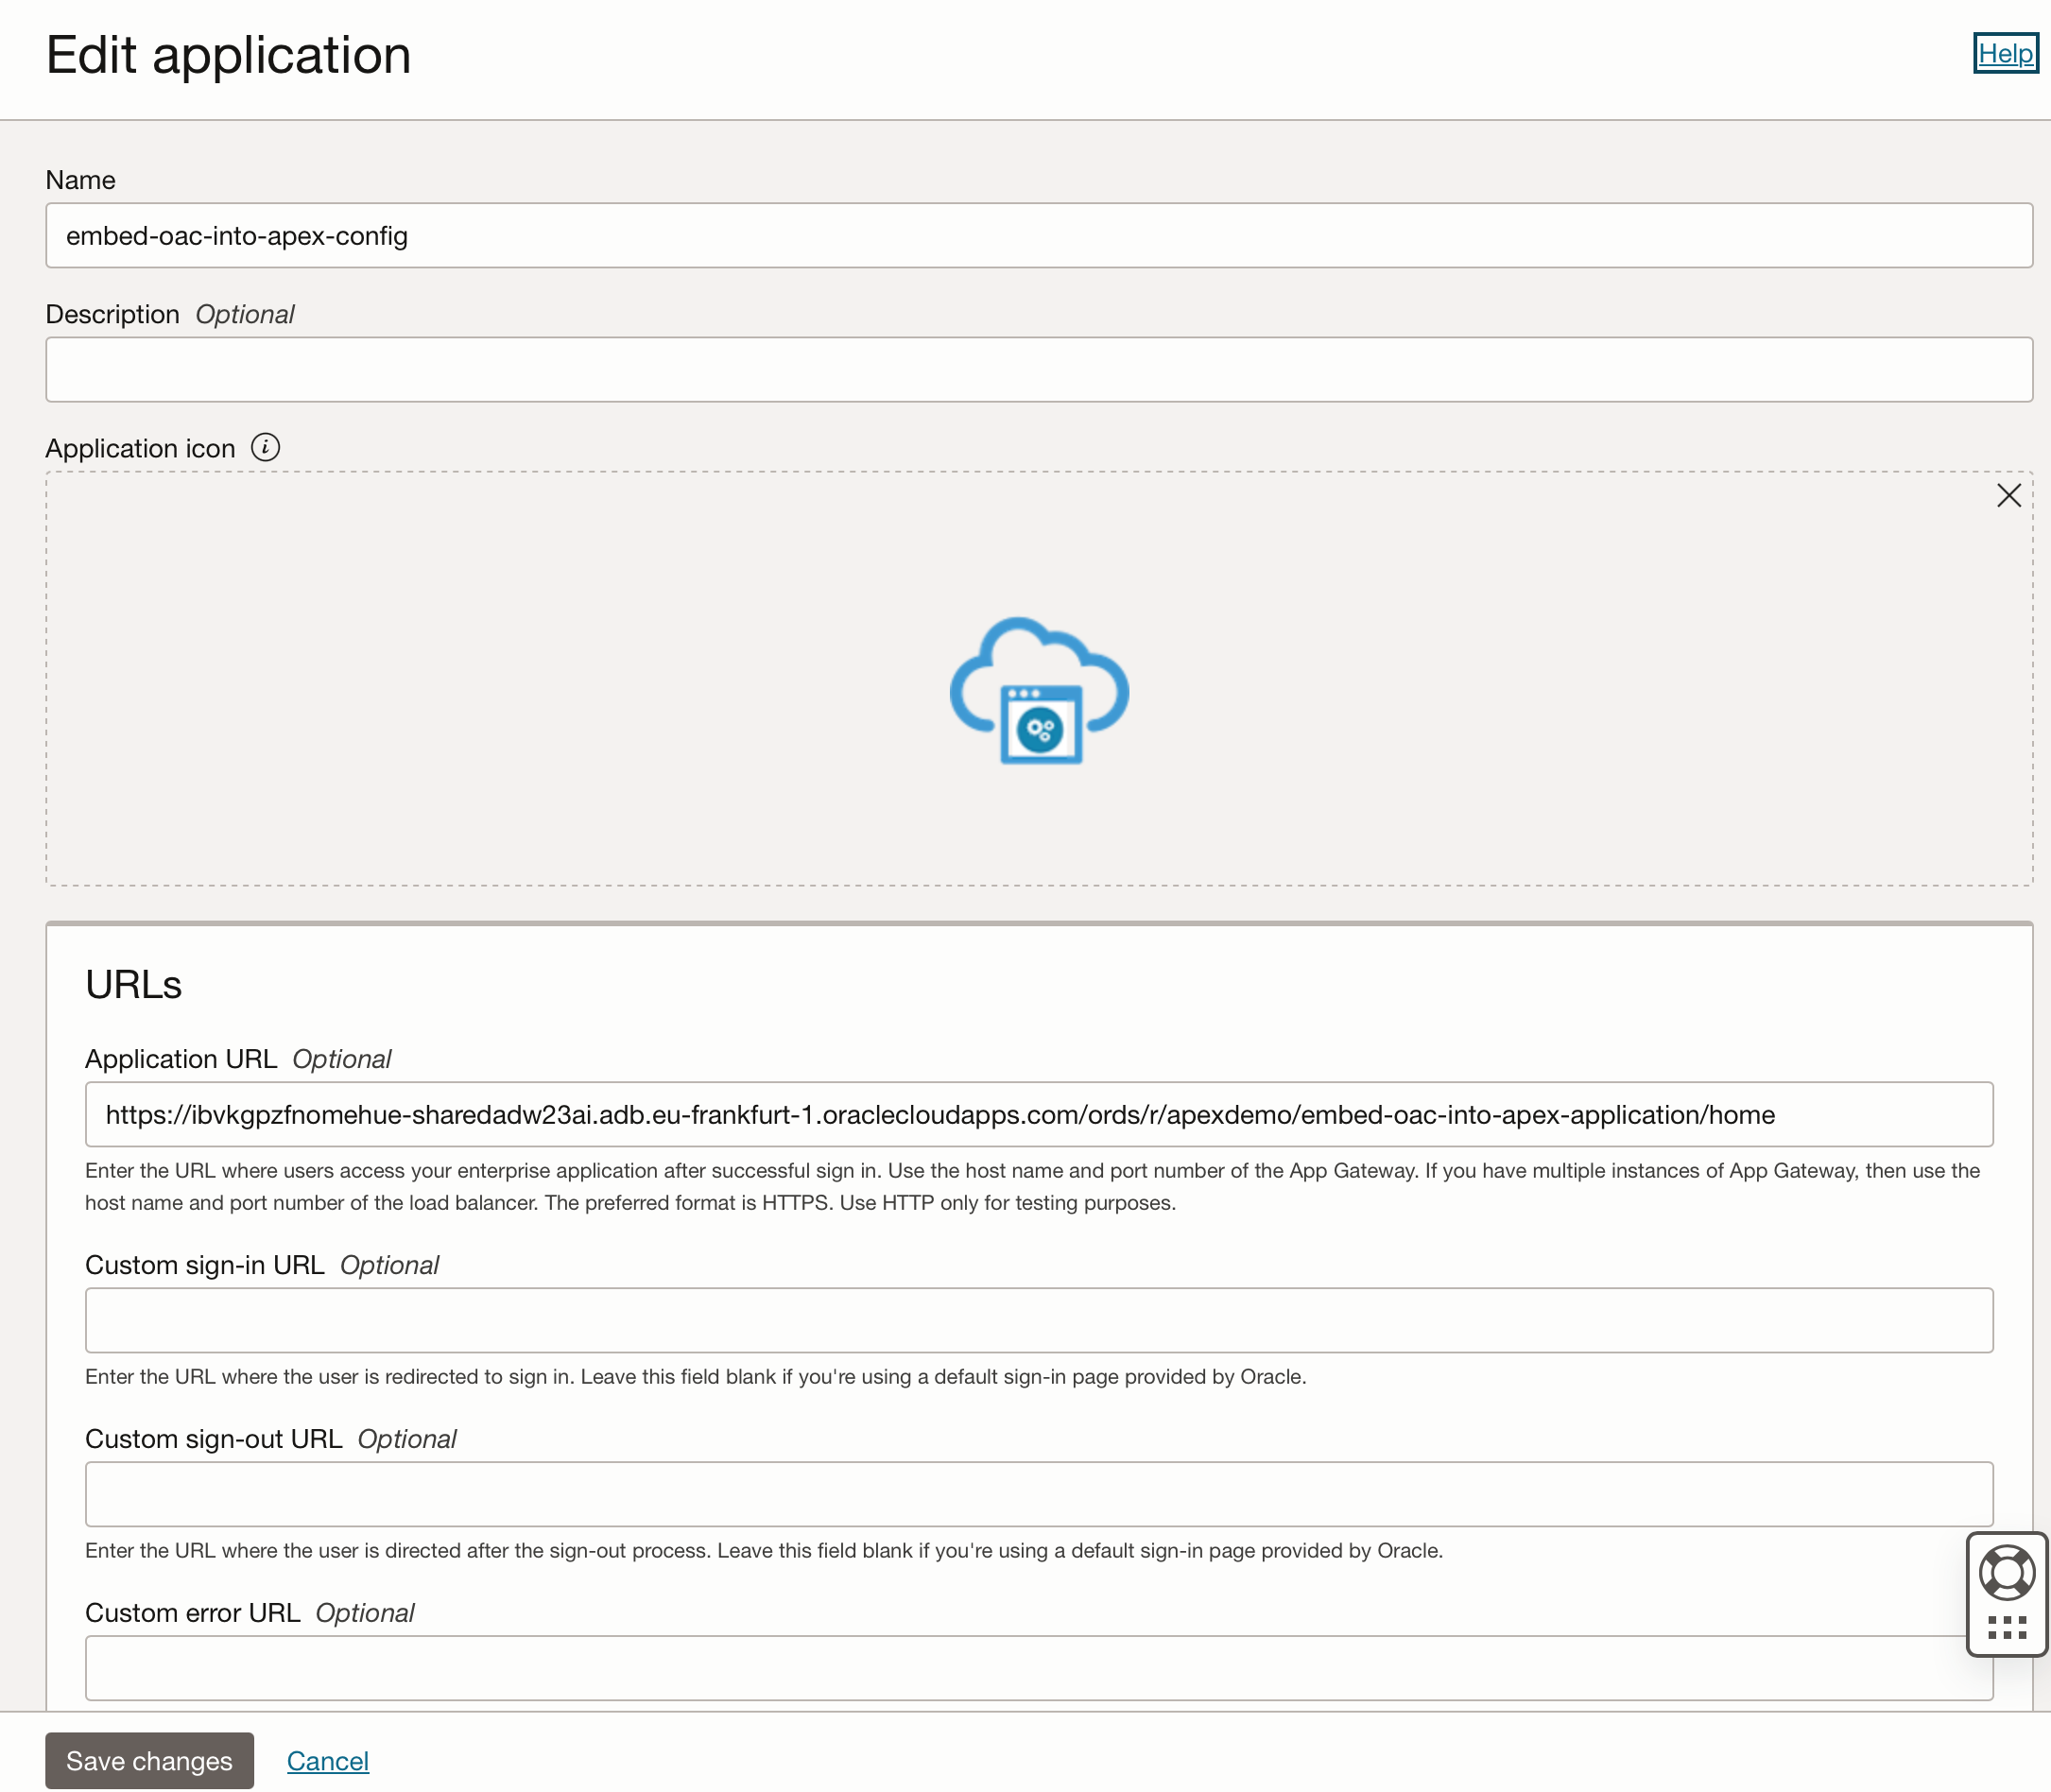 Edit application
Help
Name
embed-oac-into-apex-config
Description Optional
Application icon
URLs
Application URL Optional
https://ibvkgpzfnomehue-sharedadw23ai.adb.eu-frankfurt-1.oraclecloudapps.com/ords/r/apexdemo/embed-oac-into-apex-application/home
Enter the URL where users access your enterprise application after successful sign in. Use the host name and port number of the App Gateway. If you have multiple instances of App Gateway, then use the
host name and port number of the load balancer. The preferred format is HTTPS. Use HTTP only for testing purposes.
Custom sign-in URL Optional
Enter the URL where the user is redirected to sign in. Leave this field blank if you're using a default sign-in page provided by Oracle.
Custom sign-out URL Optional
Enter the URL where the user is directed after the sign-out process. Leave this field blank if you're using a default sign-in page provided by Oracle.
Custom error URL Optional
Save changes
Cancel